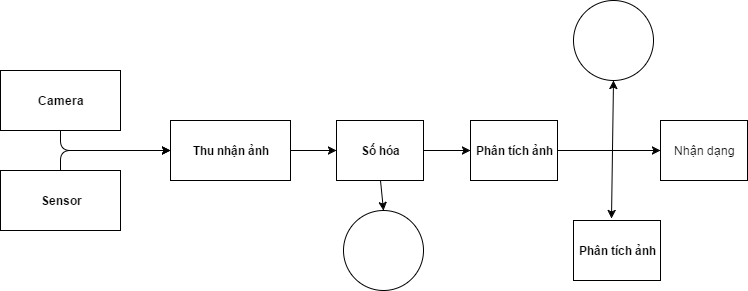 Camera
Sensor
Thu nhận ảnh
Số hóa
Phân tích ảnh
Nhận dạng
Phân tích ảnh